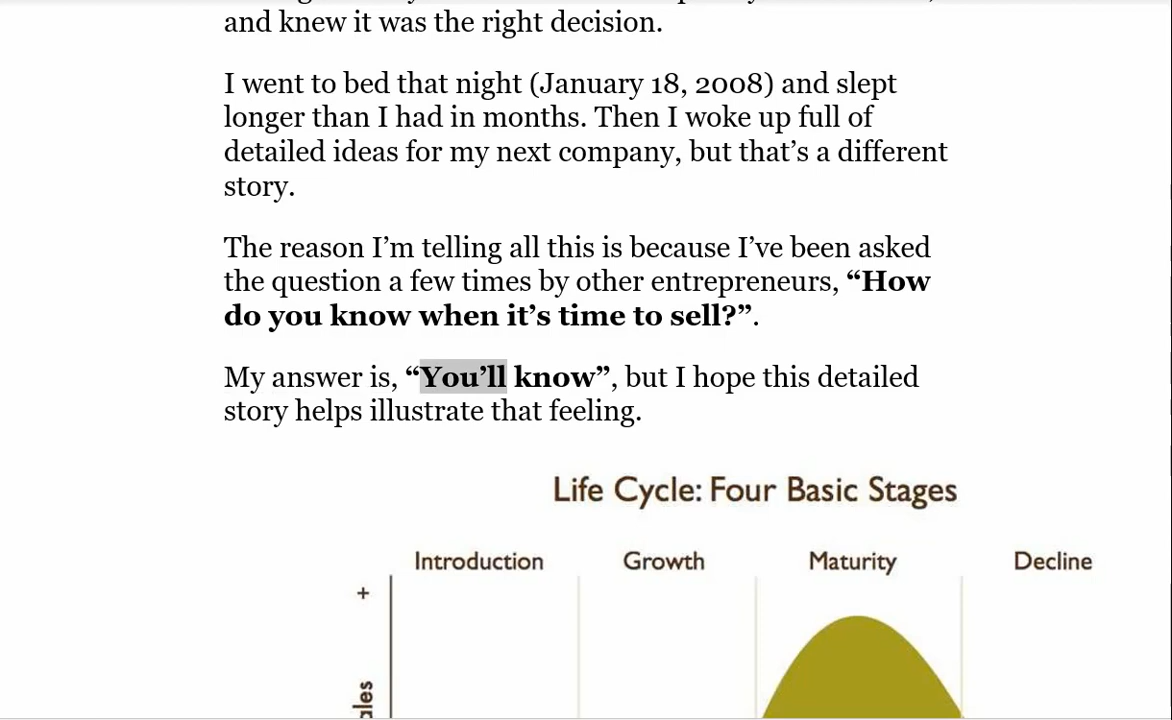 and knew it was the right decision.
I went to bed that night (January 18, 2008) and slept
longer than I had in months. Then I woke up full of
detailed ideas for my next company, but that’s a different
story.
The reason I’m telling all this is because I’ve been asked
the question a few times by other entrepreneurs, “How
do you know when it’s time to sell?”.
My answer is, “You’ll know”, but I hope this detailed
story helps illustrate that feeling.
Life Cycle: Four Basic Stages
Introduction Growth Maturity Decline
+